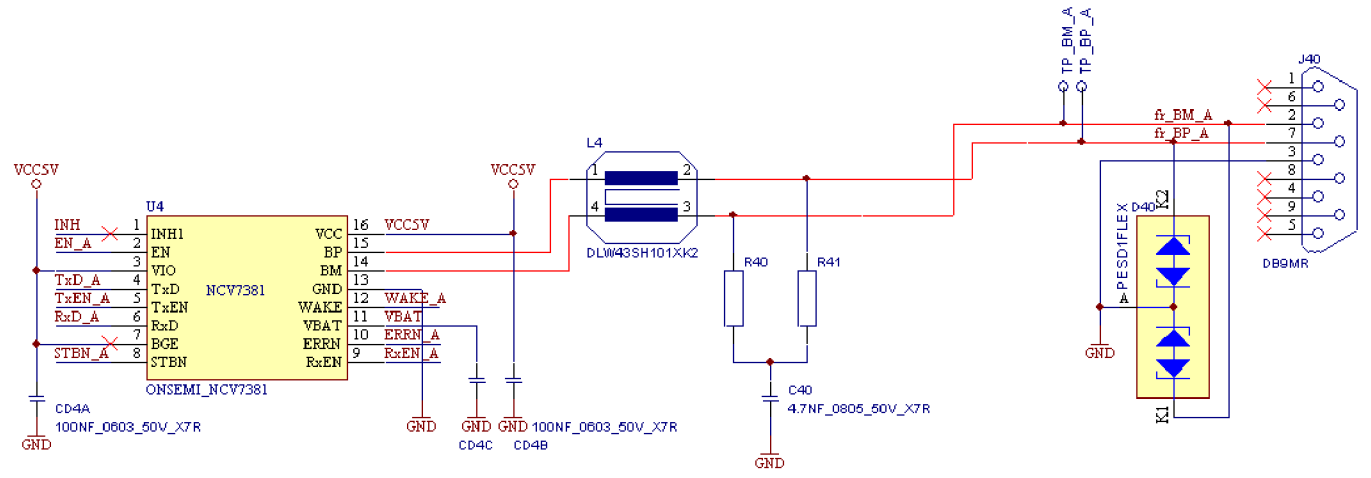 TP_BM_A
TP_BP_A
J40
1
6
2
7
3
8
4
9
5
DB9MR
fr_BM_A
fr_BP_A
VCC5V
U4
INH
EN_A
TxD_A
TxEN_A
RxD_A
STBN_A
1 INH1
2 EN
3 VIO
4 TxD
5 TxEN
6 RxD
7 BGE
8 STBN
NCV7381
VCC 16 VCC5V
BP 15
BM 14
GND 13
WAKE 12 WAKE_A
VBAT 11 VBAT
ERRN 10 ERRN_A
RxEN 9 RxEN_A
ONSEMI_NCV7381
CD4A
100NF_0603_50V_X7R
GND
VCC5V
GND
GND
GND
100NF_0603_50V_X7R
CD4C
CD4B
L4
1 2
4 3
DLW43SH101XK2
R40
R41
C40
4.7NF_0805_50V_X7R
GND
K2
D40
PESD1FLEX
A
GND
K1